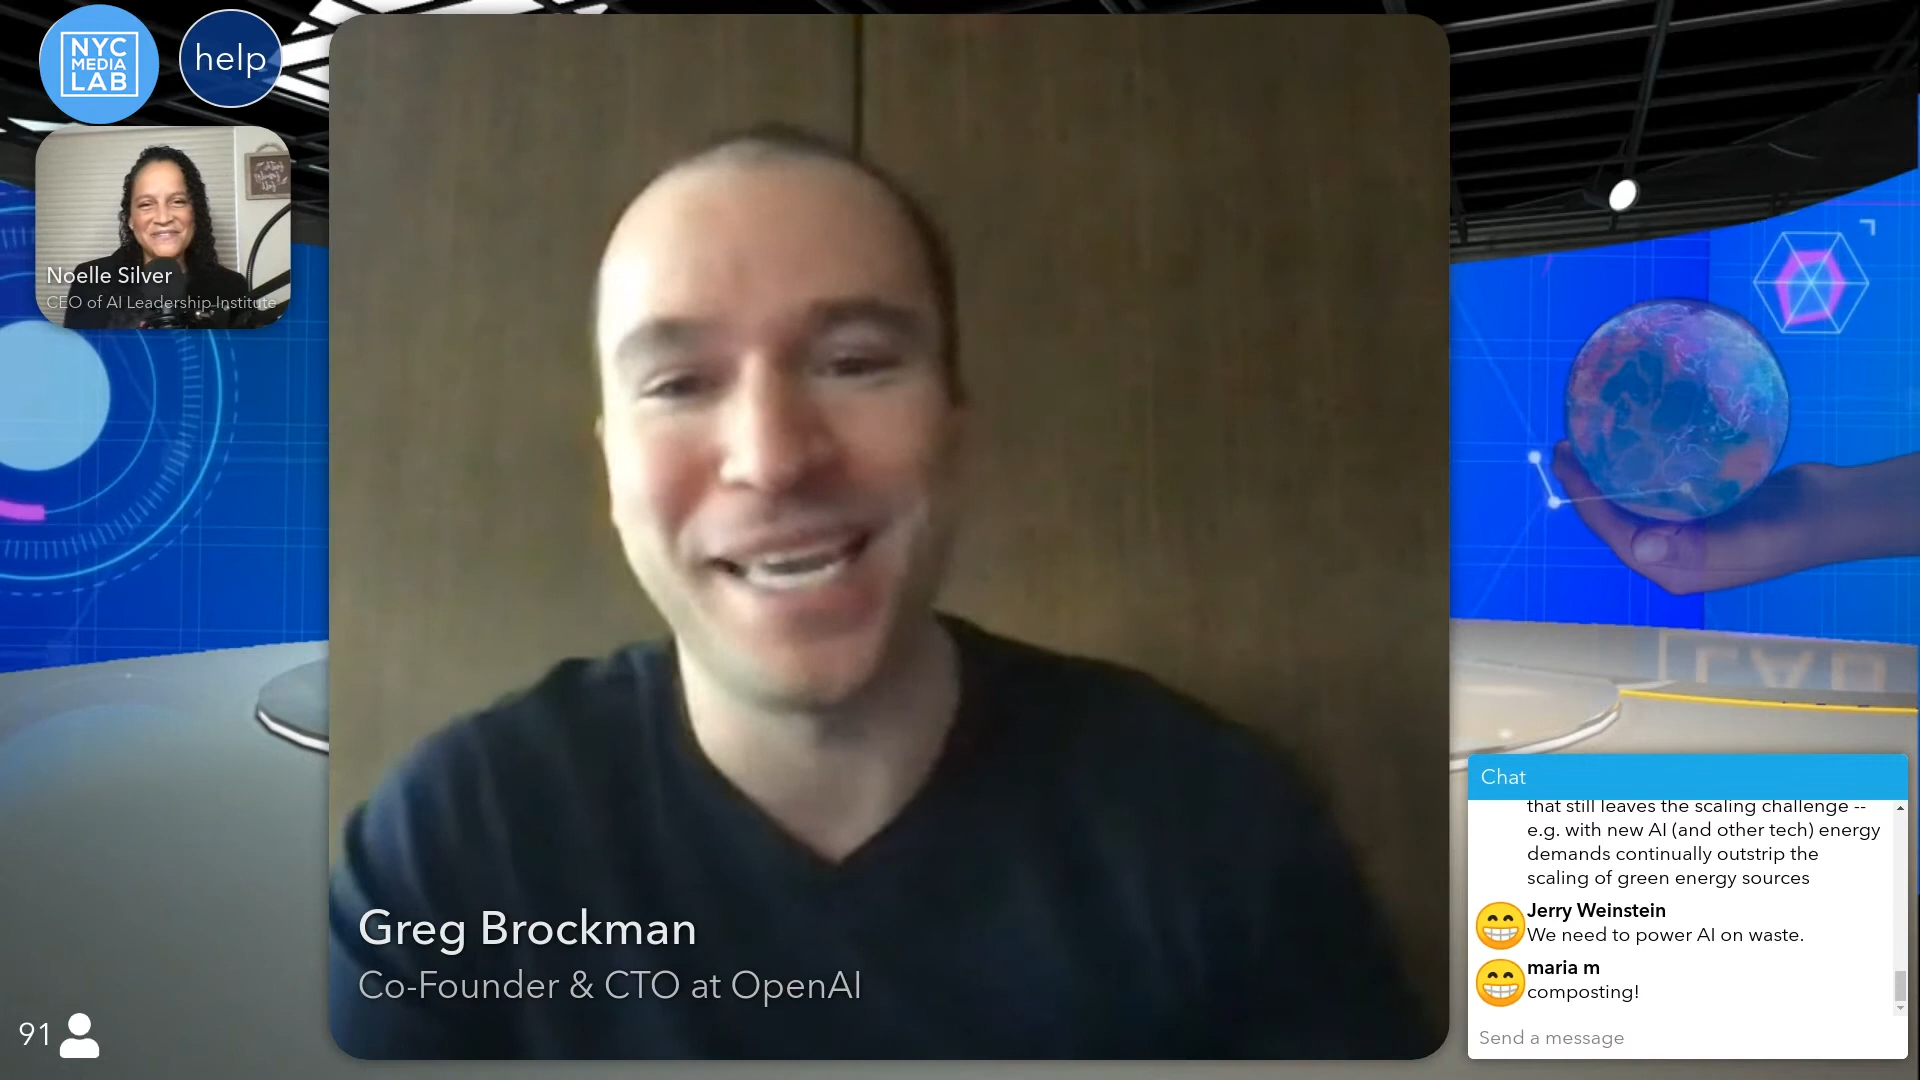 NYC
MEDIA
LAB
help
Noelle Silver
CEO of AI Leadership Institute
Greg Brockman
Co-Founder & CTO at OpenAI
91
LAB
Chat
that still leaves the scaling challenge --
e.g. with new AI (and other tech) energy
demands continually outstrip the
scaling of green energy sources
Jerry Weinstein
We need to power AI on waste.
maria m
composting!
Send a message